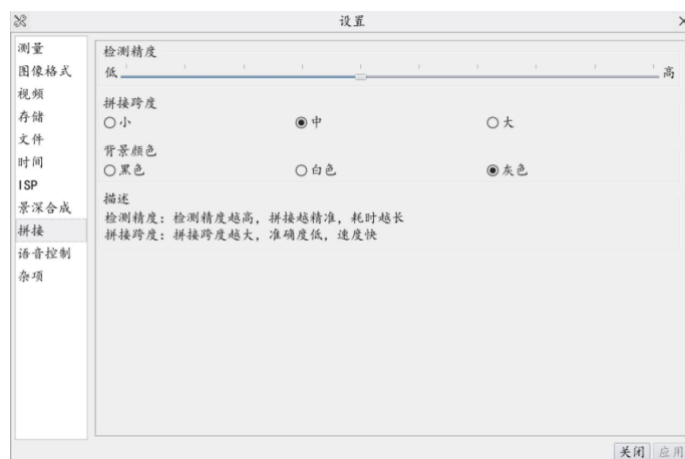 设置
测量
图像格式
视频
存储
文件
时间
ISP
景深合成
拼接
语音控制
杂项
检测精度
低 高
拼接跨度
小 中 大
背景颜色
黑色 白色 灰色
描述
检测精度：检测精度越高，拼接越精准，耗时越长
拼接跨度：拼接跨度越大，准确度低，速度快
关闭 应用